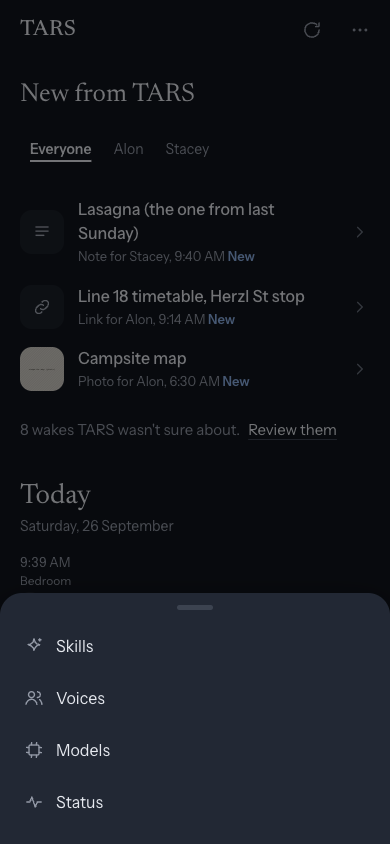 TARS
New from TARS
Everyone Alon Stacey
Lasagna (the one from last
Sunday)
Note for Stacey, 9:40 AM New
Line 18 timetable, Herzl St stop
Link for Alon, 9:14 AM New
Campsite map
Photo for Alon, 6:30 AM New
8 wakes TARS wasn't sure about. Review them
Today
Saturday, 26 September
9:39 AM
Bedroom
Skills
Voices
Models
Status